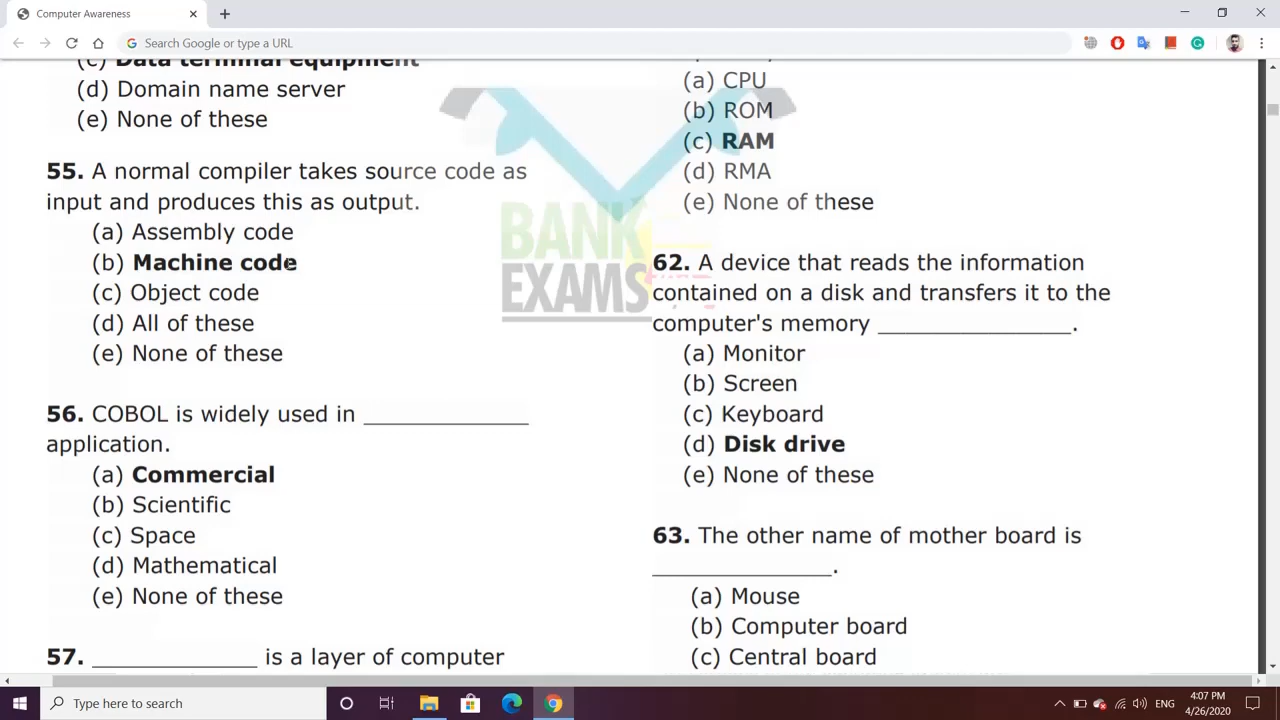 Computer Awareness
Search Google or type a URL
(c) Data terminal equipment
(d) Domain name server
(e) None of these
55. A normal compiler takes source code as
input and produces this as output.
(a) Assembly code
(b) Machine code
(c) Object code
(d) All of these
(e) None of these
56. COBOL is widely used in ______________
application.
(a) Commercial
(b) Scientific
(c) Space
(d) Mathematical
(e) None of these
57. ______________ is a layer of computer
(a) CPU
(b) ROM
(c) RAM
(d) RMA
(e) None of these
62. A device that reads the information
contained on a disk and transfers it to the
computer's memory ________________.
(a) Monitor
(b) Screen
(c) Keyboard
(d) Disk drive
(e) None of these
63. The other name of mother board is
_______________.
(a) Mouse
(b) Computer board
(c) Central board
BANK
EXAMS
Type here to search
ENG
4:07 PM
4/26/2020